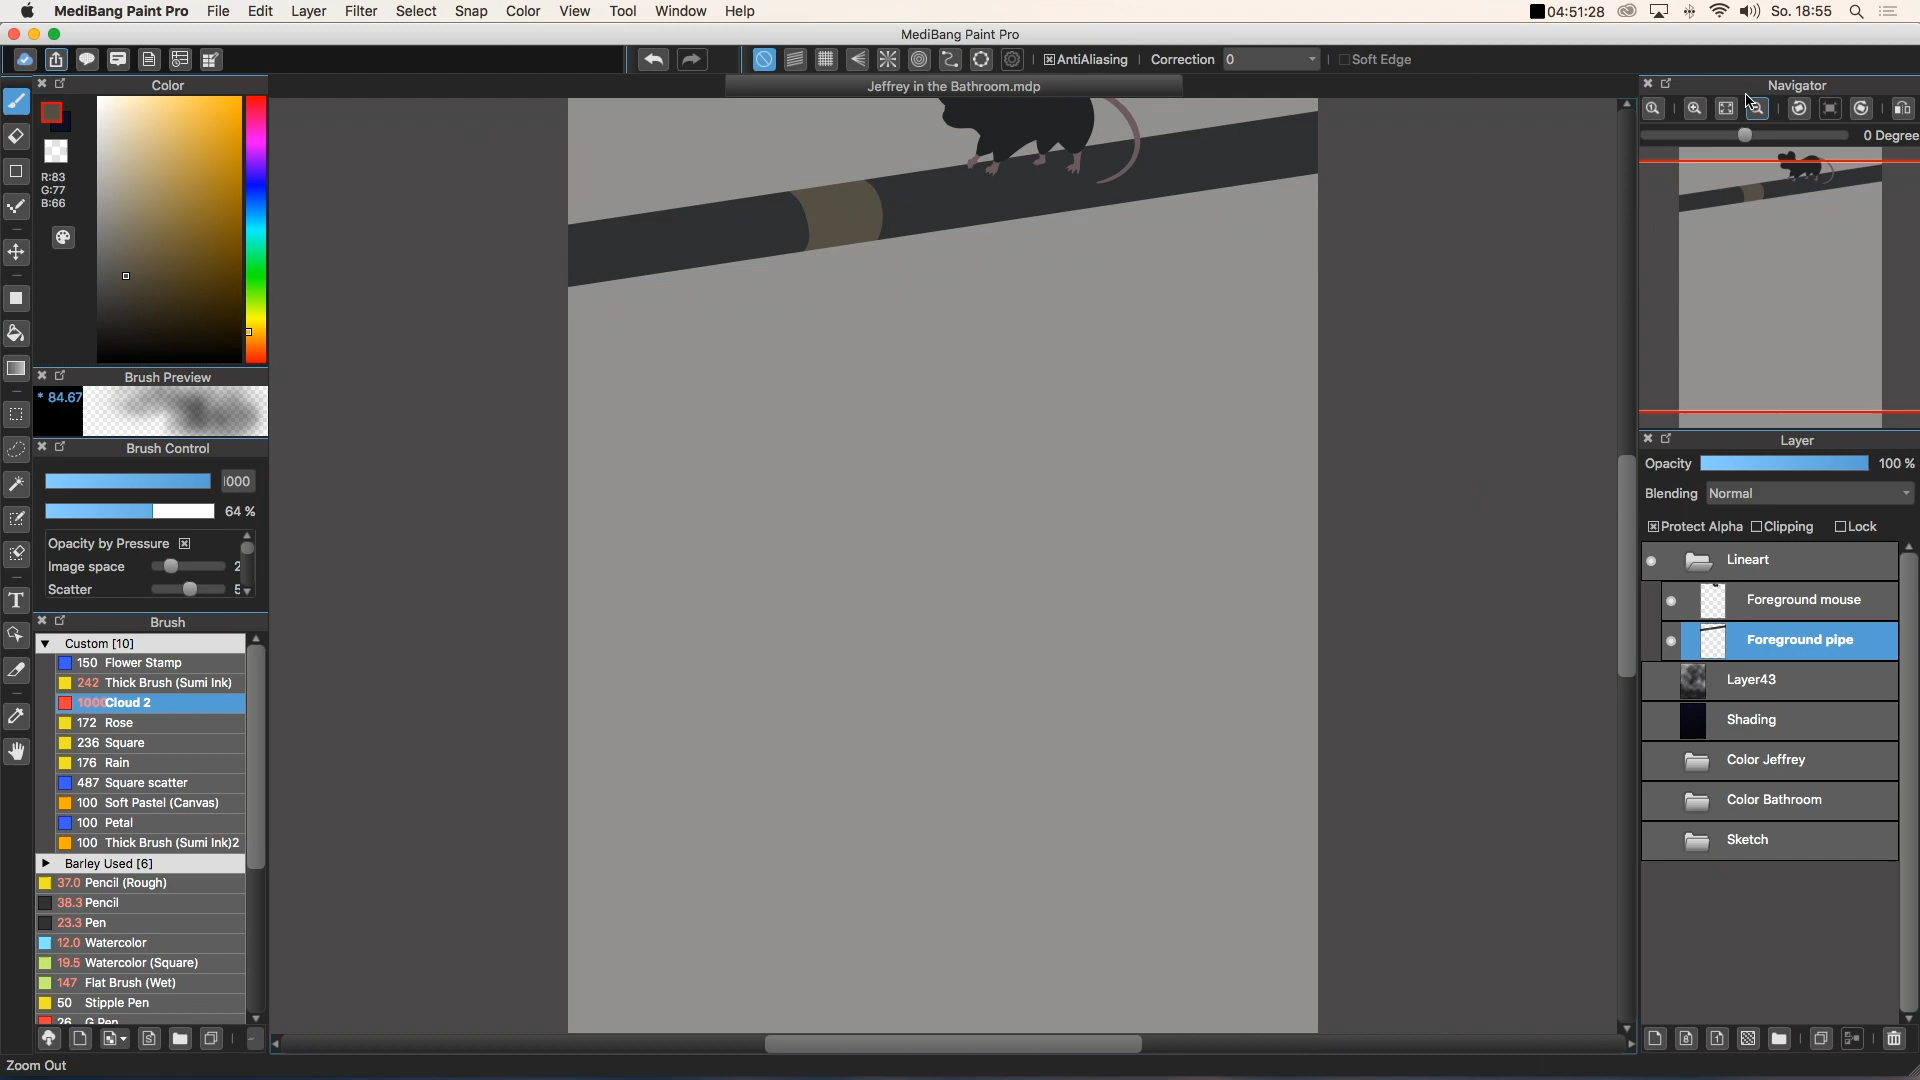 MediBang Paint Pro File Edit Layer Filter Select Snap Color View Tool Window Help 04:51:28 So. 18:55
MediBang Paint Pro
AntiAliasing Correction 0 Soft Edge
Jeffrey in the Bathroom.mdp
Color
R:83
G:77
B:66
Brush Preview
* 84.67
Brush Control
64 %
Opacity by Pressure
Image space 2
Scatter
Brush
Custom [10]
150 Flower Stamp
242 Thick Brush (Sumi Ink)
1000 Cloud 2
172 Rose
236 Square
176 Rain
487 Square scatter
100 Soft Pastel (Canvas)
100 Petal
100 Thick Brush (Sumi Ink)2
Barley Used [6]
37.0 Pencil (Rough)
38.3 Pencil
23.3 Pen
12.0 Watercolor
19.5 Watercolor (Square)
147 Flat Brush (Wet)
50 Stipple Pen
26 G Pen
Zoom Out
Navigator
0 Degree
Layer
Opacity 100 %
Blending Normal
Protect Alpha Clipping Lock
Lineart
Foreground mouse
Foreground pipe
Layer43
Shading
Color Jeffrey
Color Bathroom
Sketch